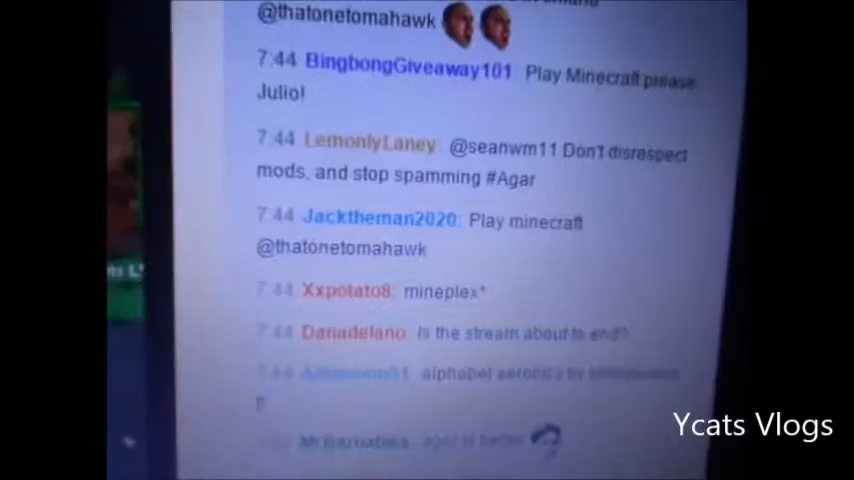 @thatonetomahawk
7:44 BingbongGiveaway101: Play Minecraft please
Julio!
7:44 LemonlyLaney: @seanwm11 Don't disrespect
mods, and stop spamming #Agar
7:44 Jacktheman2020: Play minecraft
@thatonetomahawk
7:44 Xxpotato8: mineplex*
7:44 Danadelano: Is the stream about to end?
7:44 alphabet aerobics by
Ycats Vlogs